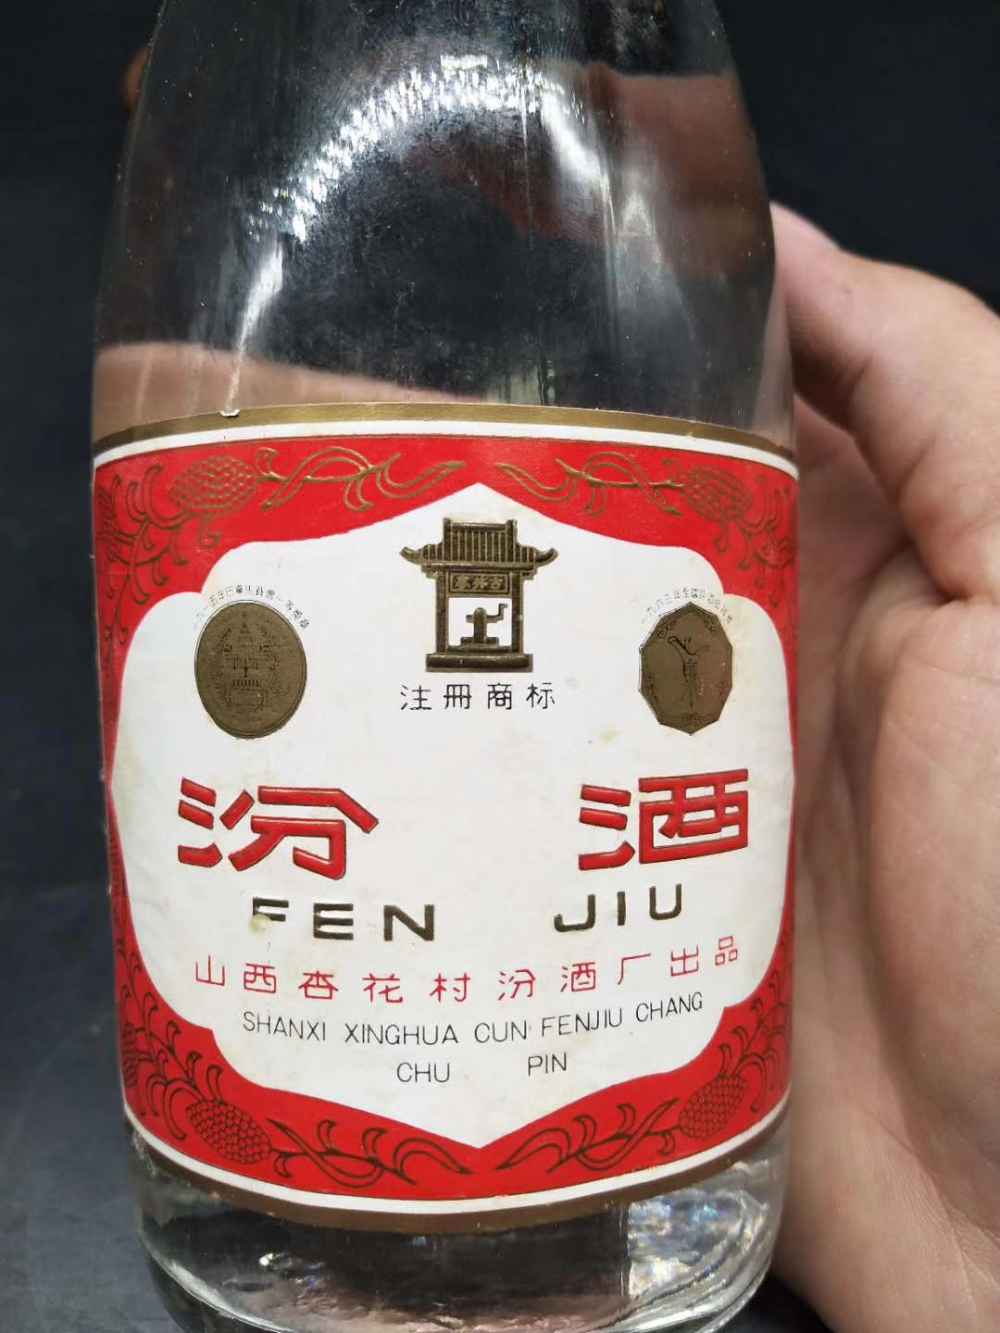 注冊商标
汾 酒
FEN JIU
山西杏花村汾酒厂出品
SHANXI XINGHUA CUN FENJIU CHANG
CHU PIN